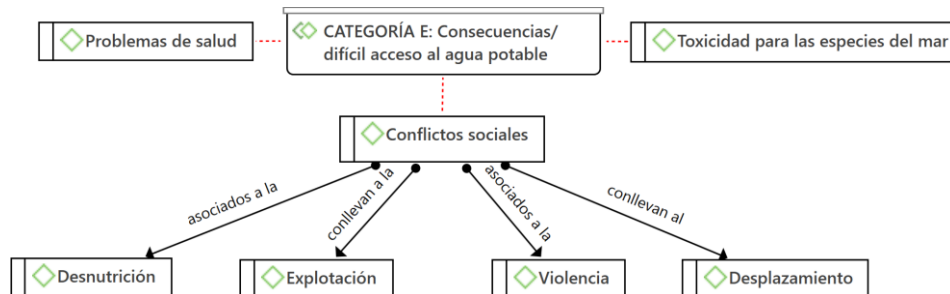 Problemas de salud
CATEGORÍA E: Consecuencias/
difícil acceso al agua potable
Toxicidad para las especies del mar
Conflictos sociales
asociados a la
conllevan a la
asociados a la
conllevan al
Desnutrición
Explotación
Violencia
Desplazamiento